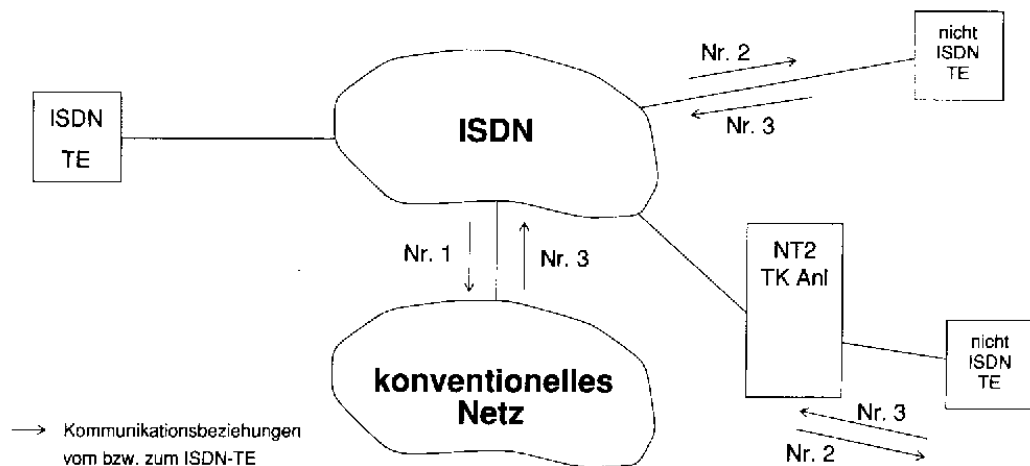 nicht
ISDN
TE
Nr. 2
Nr. 3
ISDN
TE
ISDN
Nr. 1
Nr. 3
NT2
TK Anl
konventionelles
Netz
nicht
ISDN
TE
Nr. 3
Nr. 2
Kommunikationsbeziehungen
vom bzw. zum ISDN-TE